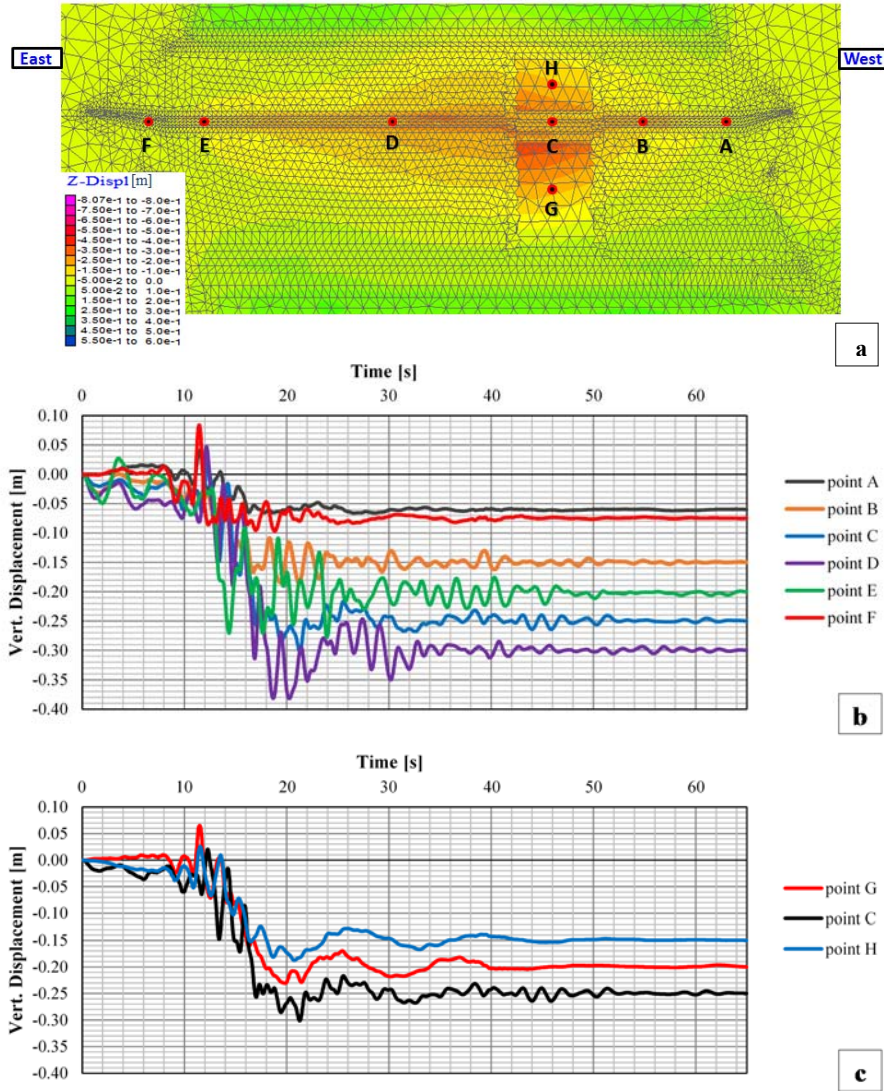 East
West
H
F E D C B A
G
Z-Displ [m]
-8.07e-1 to -8.0e-1
-7.50e-1 to -7.0e-1
-6.50e-1 to -6.0e-1
-5.50e-1 to -5.0e-1
-4.50e-1 to -4.0e-1
-3.50e-1 to -3.0e-1
-2.50e-1 to -2.0e-1
-1.50e-1 to -1.0e-1
-5.00e-2 to 0.0
5.00e-2 to 1.0e-1
1.50e-1 to 2.0e-1
2.50e-1 to 3.0e-1
3.50e-1 to 4.0e-1
4.50e-1 to 5.0e-1
5.50e-1 to 6.0e-1
a
Time [s]
0 10 20 30 40 50 60
0.10
0.05
0.00
-0.05
-0.10
-0.15
-0.20
-0.25
-0.30
-0.35
-0.40
Vert. Displacement [m]
point A
point B
point C
point D
point E
point F
b
Time [s]
0 10 20 30 40 50 60
0.10
0.05
0.00
-0.05
-0.10
-0.15
-0.20
-0.25
-0.30
-0.35
-0.40
Vert. Displacement [m]
point G
point C
point H
c